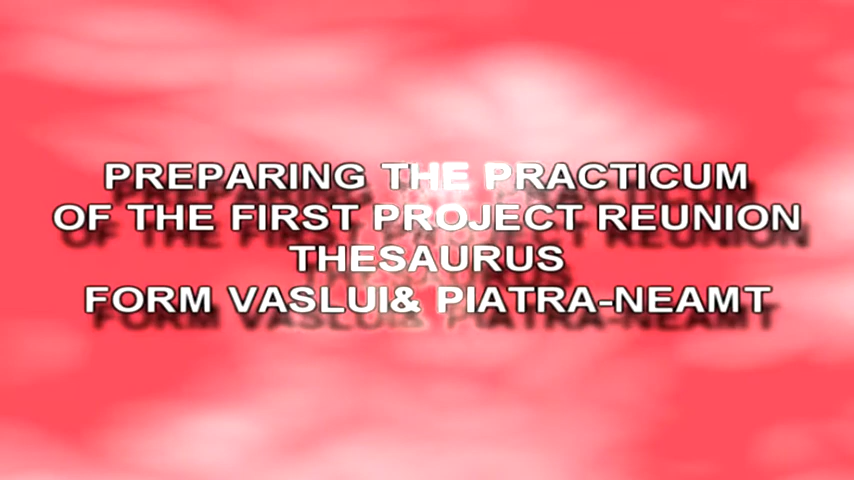 PREPARING THE PRACTICUM
OF THE FIRST PROJECT REUNION
THESAURUS
FORM VASLUI& PIATRA-NEAMT